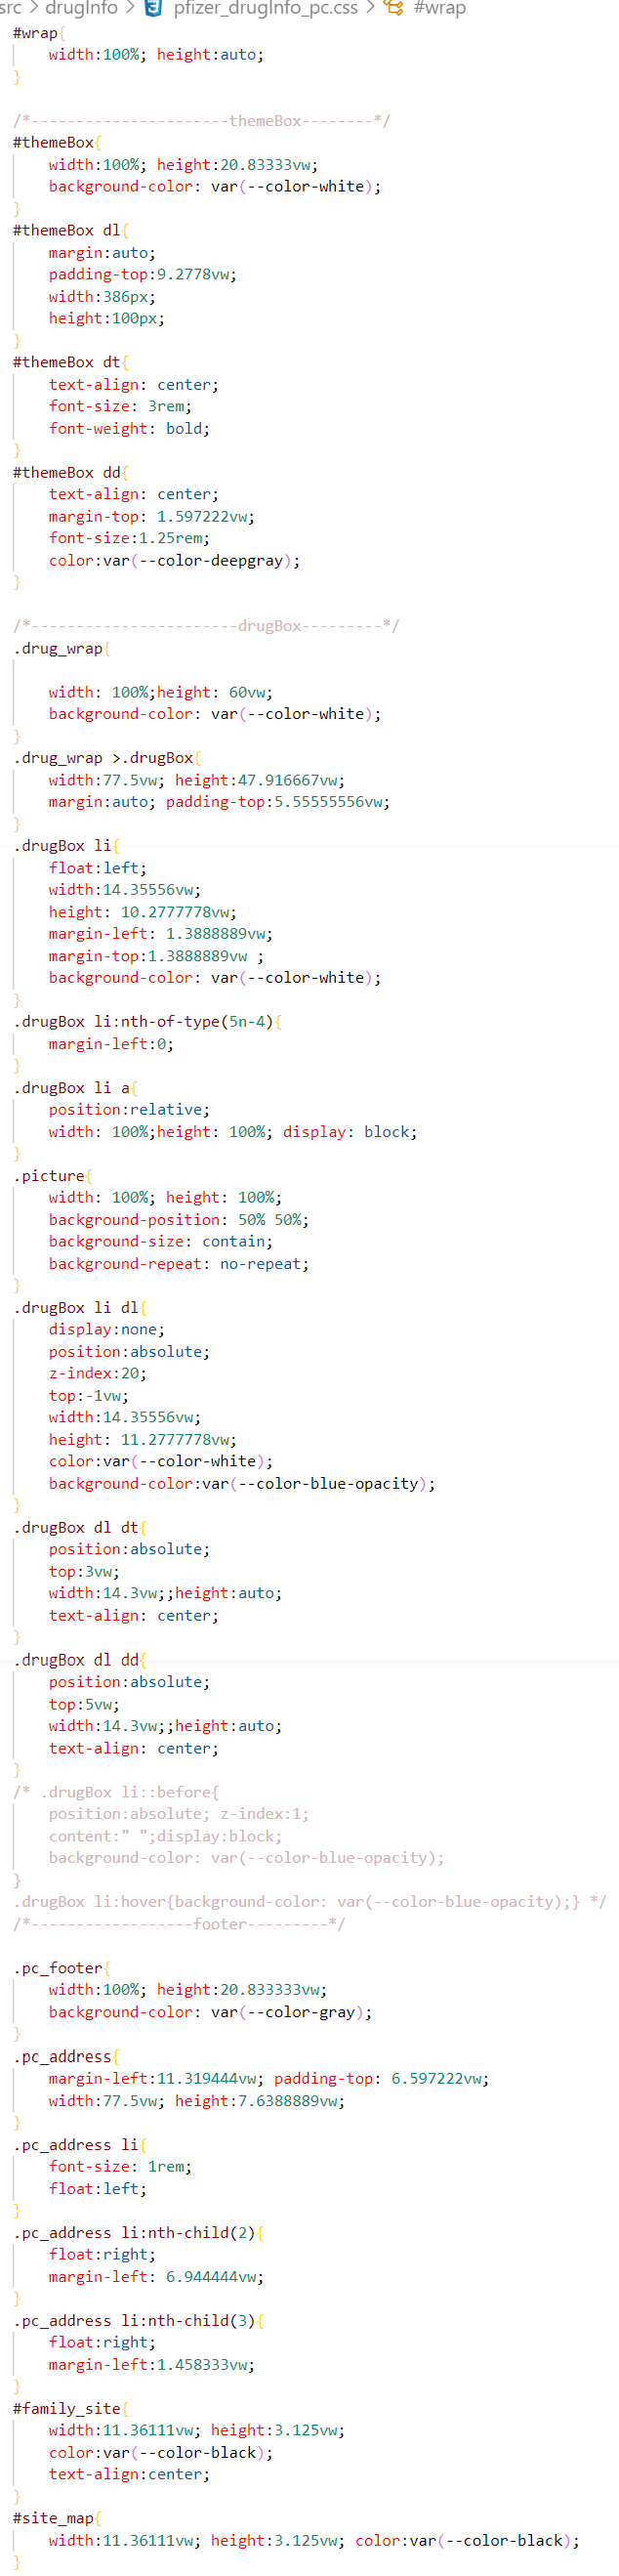 src > drugInfo > pfizer_drugInfo_pc.css > #wrap
#wrap{
    width:100%; height:auto;
}
/*----------------------themeBox--------*/
#themeBox{
    width:100%; height:20.83333vw;
    background-color: var(--color-white);
}
#themeBox dl{
    margin:auto;
    padding-top:9.2778vw;
    width:386px;
    height:100px;
}
#themeBox dt{
    text-align: center;
    font-size: 3rem;
    font-weight: bold;
}
#themeBox dd{
    text-align: center;
    margin-top: 1.597222vw;
    font-size:1.25rem;
    color:var(--color-deepgray);
}
/*-----------------------drugBox---------*/
.drug_wrap{
    width: 100%;height: 60vw;
    background-color: var(--color-white);
}
.drug_wrap >.drugBox{
    width:77.5vw; height:47.916667vw;
    margin:auto; padding-top:5.55555556vw;
}
.drugBox li{
    float:left;
    width:14.35556vw;
    height: 10.2777778vw;
    margin-left: 1.3888889vw;
    margin-top:1.3888889vw ;
    background-color: var(--color-white);
}
.drugBox li:nth-of-type(5n-4){
    margin-left:0;
}
.drugBox li a{
    position:relative;
    width: 100%;height: 100%; display: block;
}
.picture{
    width: 100%; height: 100%;
    background-position: 50% 50%;
    background-size: contain;
    background-repeat: no-repeat;
}
.drugBox li dl{
    display:none;
    position:absolute;
    z-index:20;
    top:-1vw;
    width:14.35556vw;
    height: 11.2777778vw;
    color:var(--color-white);
    background-color:var(--color-blue-opacity);
}
.drugBox dl dt{
    position:absolute;
    top:3vw;
    width:14.3vw;;height:auto;
    text-align: center;
}
.drugBox dl dd{
    position:absolute;
    top:5vw;
    width:14.3vw;;height:auto;
    text-align: center;
}
/* .drugBox li::before{
    position:absolute; z-index:1;
    content:" ";display:block;
    background-color: var(--color-blue-opacity);
}
.drugBox li:hover{background-color: var(--color-blue-opacity);} */
/*------------------footer---------*/
.pc_footer{
    width:100%; height:20.833333vw;
    background-color: var(--color-gray);
}
.pc_address{
    margin-left:11.319444vw; padding-top: 6.597222vw;
    width:77.5vw; height:7.6388889vw;
}
.pc_address li{
    font-size: 1rem;
    float:left;
}
.pc_address li:nth-child(2){
    float:right;
    margin-left: 6.944444vw;
}
.pc_address li:nth-child(3){
    float:right;
    margin-left:1.458333vw;
}
#family_site{
    width:11.36111vw; height:3.125vw;
    color:var(--color-black);
    text-align:center;
}
#site_map{
    width:11.36111vw; height:3.125vw; color:var(--color-black);
}